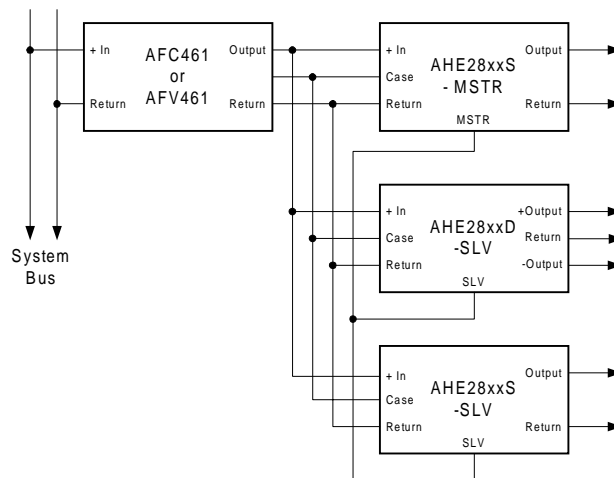 + In
Return
AFC461
or
AFV461
Output
Return
+ In
Case
Return
AHE28xxS
- MSTR
MSTR
Output
Return
System
Bus
+ In
Case
Return
AHE28xxD
-SLV
SLV
+Output
Return
-Output
+ In
Case
Return
AHE28xxS
-SLV
SLV
Output
Return